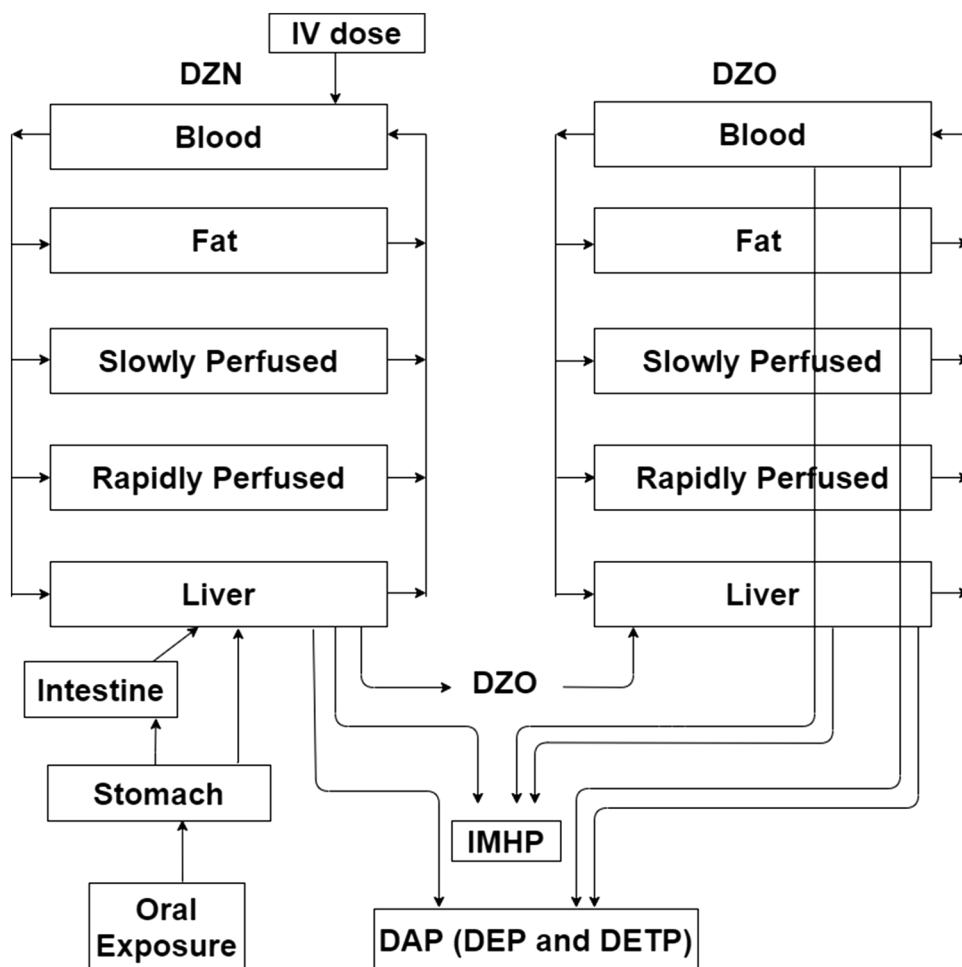 IV dose
DZN
DZO
Blood
Blood
Fat
Fat
Slowly Perfused
Slowly Perfused
Rapidly Perfused
Rapidly Perfused
Liver
Liver
Intestine
DZO
Stomach
IMHP
Oral
Exposure
DAP (DEP and DETP)